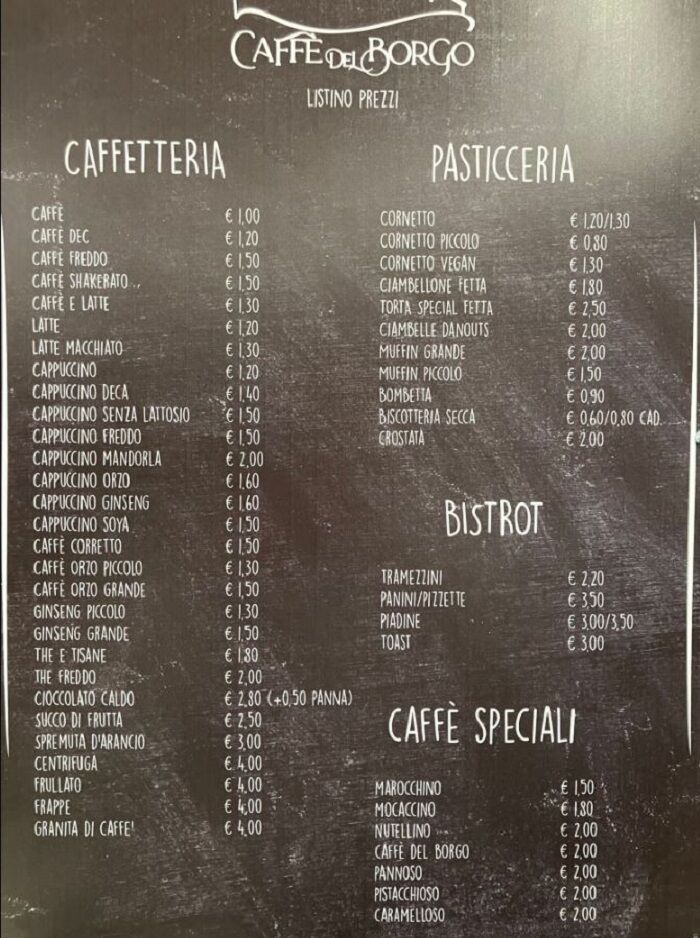 CAFFÈ DEL BORGO
LISTINO PREZZI
CAFFETTERIA
CAFFÈ € 1,00
CAFFÈ DEC € 1,20
CAFFÈ FREDDO € 1,50
CAFFÈ SHAKERATO .. € 1,50
CAFFÈ E LATTE € 1,30
LATTE € 1,20
LATTE MACCHIATO € 1,30
CAPPUCCINO € 1,20
CAPPUCCINO DECA € 1,40
CAPPUCCINO SENZA LATTOSIO € 1,50
CAPPUCCINO FREDDO € 1,50
CAPPUCCINO MANDORLA € 2,00
CAPPUCCINO ORZO € 1,60
CAPPUCCINO GINSENG € 1,60
CAPPUCCINO SOYA € 1,50
CAFFÈ CORRETTO € 1,50
CAFFÈ ORZO PICCOLO € 1,30
CAFFÈ ORZO GRANDE € 1,50
GINSENG PICCOLO € 1,30
GINSENG GRANDE € 1,50
THE E TISANE € 1,80
THE FREDDO € 2,00
CIOCCOLATO CALDO € 2,80 (+0,50 PANNA)
SUCCO DI FRUTTA € 2,50
SPREMUTA D'ARANCIO € 3,00
CENTRIFUGA € 4,00
FRULLATO € 4,00
FRAPPE € 4,00
GRANITA DI CAFFE' € 4,00
PASTICCERIA
CORNETTO € 1,20/1,30
CORNETTO PICCOLO € 0,80
CORNETTO VEGAN € 1,30
CIAMBELLONE FETTA € 1,80
TORTA SPECIAL FETTA € 2,50
CIAMBELLE DANOUTS € 2,00
MUFFIN GRANDE € 2,00
MUFFIN PICCOLO € 1,50
BOMBETTA € 0,90
BISCOTTERIA SECCA € 0,60/0,80 CAD.
CROSTATA € 2,00
BISTROT
TRAMEZZINI € 2,20
PANINI/PIZZETTE € 3,50
PIADINE € 3,00/3,50
TOAST € 3,00
CAFFÈ SPECIALI
MAROCCHINO € 1,50
MOCACCINO € 1,80
NUTELLINO € 2,00
CAFFÈ DEL BORGO € 2,00
PANNOSO € 2,00
PISTACCHIOSO € 2,00
CARAMELLOSO € 2,00